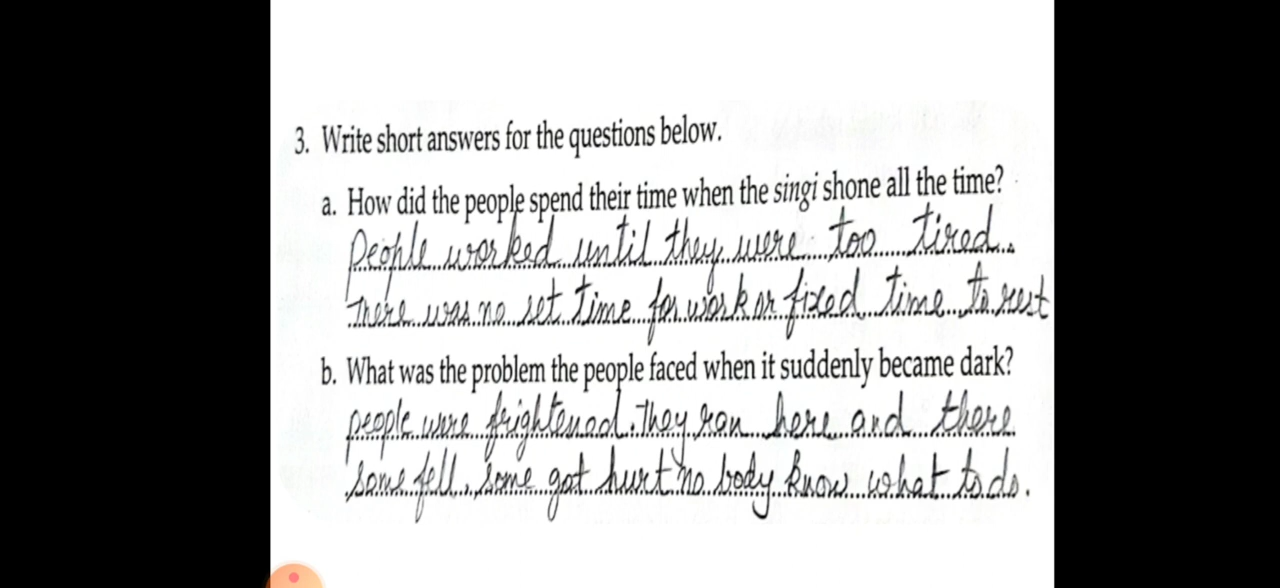 3. Write short answers for the questions below.
a. How did the people spend their time when the singi shone all the time?
People worked until they were too tired.
There was no set time for work or fixed time to rest
b. What was the problem the people faced when it suddenly became dark?
people were frightened. They ran here and there
some fell, some got hurt no body know what to do.